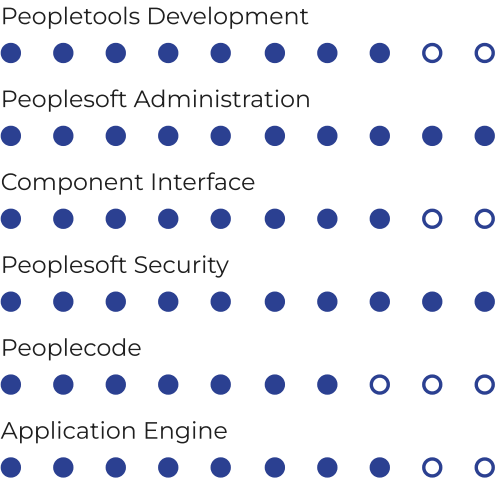 Peopletools Development
Peoplesoft Administration
Component Interface
Peoplesoft Security
Peoplecode
Application Engine